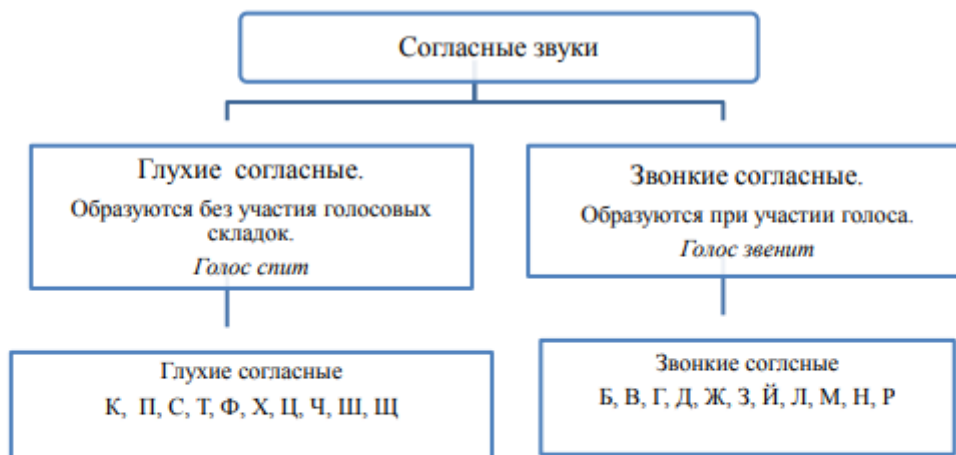 Согласные звуки
Глухие согласные.
Образуются без участия голосовых
складок.
Голос спит
Звонкие согласные.
Образуются при участии голоса.
Голос звенит
Глухие согласные
К, П, С, Т, Ф, Х, Ц, Ч, Ш, Щ
Звонкие соглсные
Б, В, Г, Д, Ж, З, Й, Л, М, Н, Р